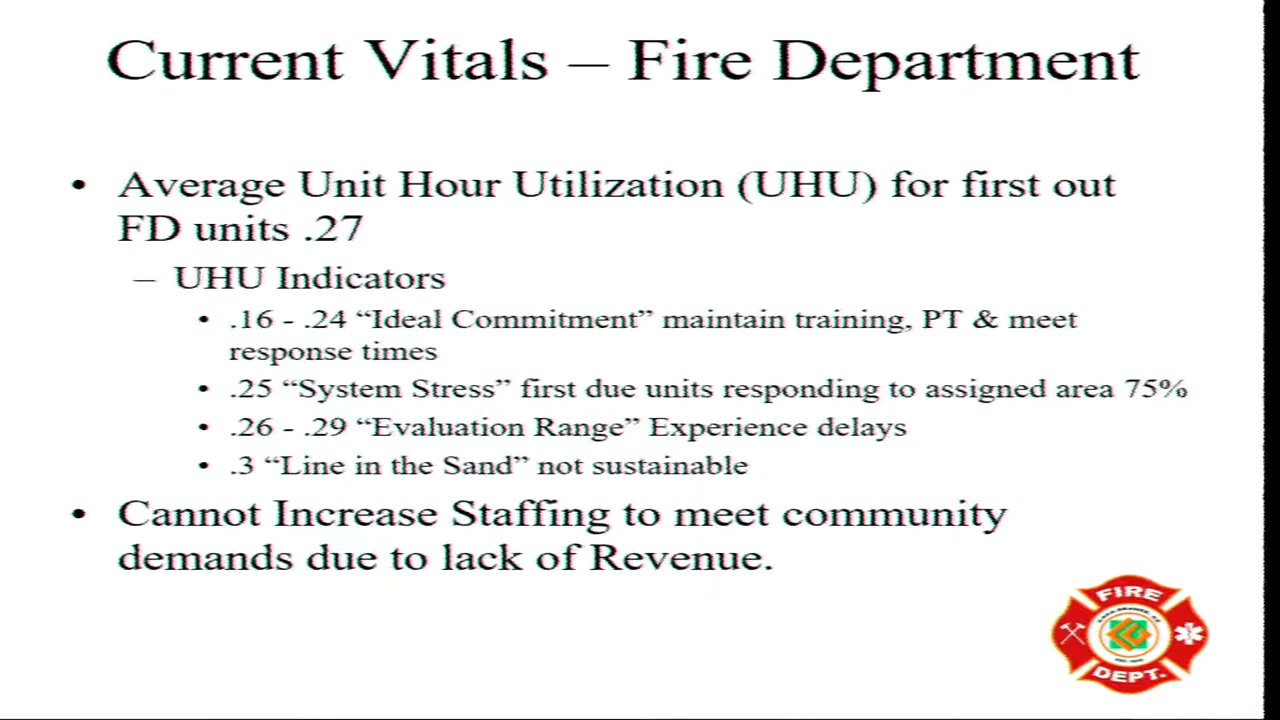 Current Vitals – Fire Department
• Average Unit Hour Utilization (UHU) for first out
FD units .27
– UHU Indicators
• .16 - .24 “Ideal Commitment” maintain training, PT & meet
response times
• .25 “System Stress” first due units responding to assigned area 75%
• .26 - .29 “Evaluation Range” Experience delays
• .3 “Line in the Sand” not sustainable
• Cannot Increase Staffing to meet community
demands due to lack of Revenue.
FIRE
DEPT.